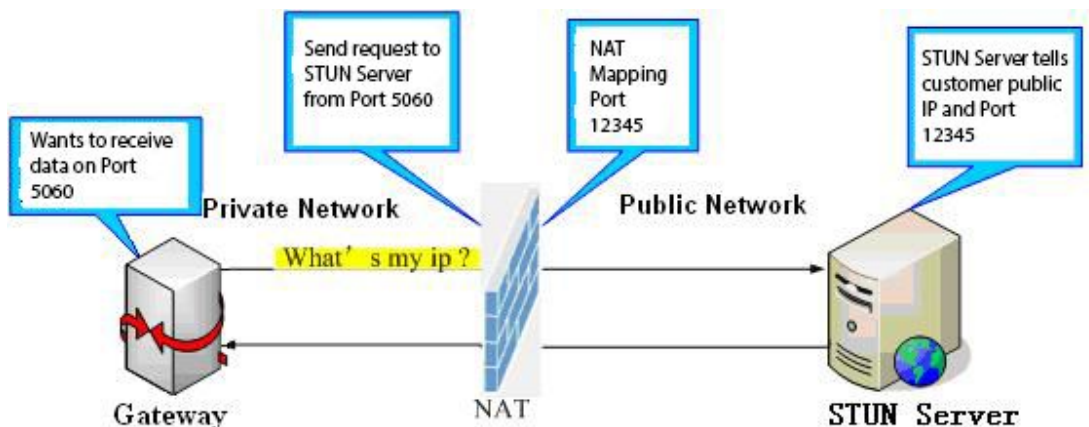 Wants to receive
data on Port
5060
Send request to
STUN Server
from Port 5060
NAT
Mapping
Port
12345
STUN Server tells
customer public
IP and Port
12345
Private Network
Public Network
What's my ip ?
Gateway
NAT
STUN Server